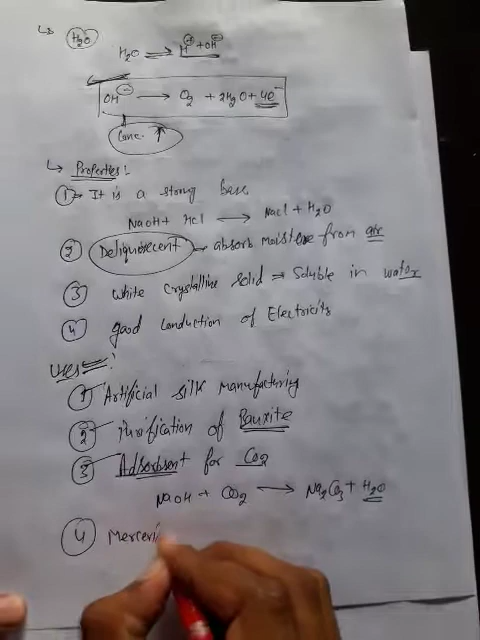 ↳ H₂O
H₂O ⇌ H⊕ + OH⊖
OH⊖ → O₂ + 2H₂O + 4e⁻
Conc. ↑
↳ Properties:
① It is a strong base
NaOH + HCl → NaCl + H₂O
② Deliquescent → absorb moisture from air
③ white crystalline solid ⇒ Soluble in water
④ good conduction of Electricity
Uses:
① Artificial silk manufacturing
② Purification of Bauxite
③ Adsorbsent for CO₂
NaOH + CO₂ → Na₂CO₃ + H₂O
④ Merceri